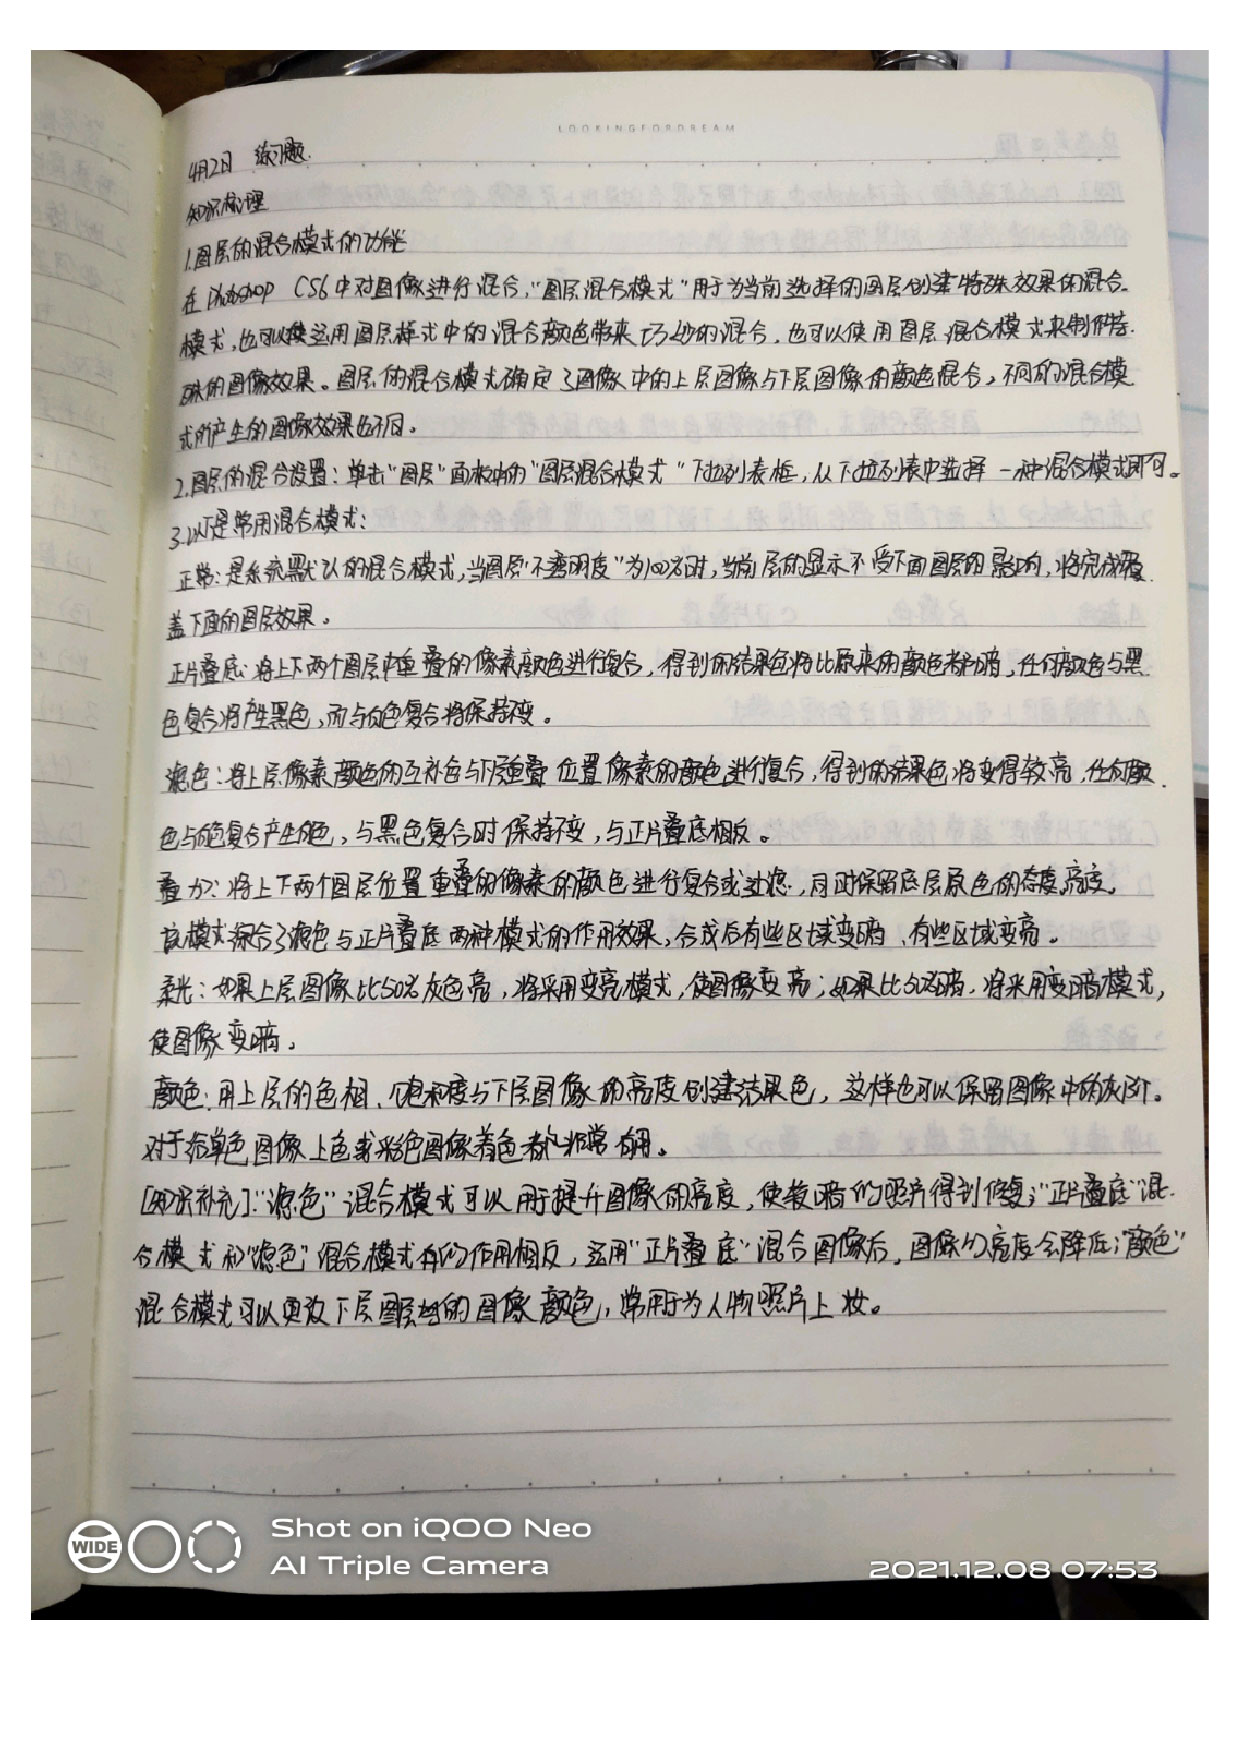 LOOKINGFORDREAM
4月2日 练习题.
知识梳理
1.图层的混合模式的功能
在 Photoshop CS6中对图像进行混合,"图层混合模式"用于为当前选择的图层创建特殊效果的混合
模式,也可以运用图层样式中的混合颜色带来巧妙的混合,也可以使用图层混合模式来制作特
殊的图像效果。图层的混合模式确定了图像中的上层图像与下层图像的颜色混合,不同的混合模
式所产生的图像效果也不同。
2.图层的混合设置:单击"图层"面板中的"图层混合模式"下拉列表框,从下拉列表中选择一种混合模式即可。
3.以下是常用混合模式:
正常:是系统默认的混合模式,当图层"不透明度"为100%时,当前层的显示不受下面图层的影响,将完成覆
盖下面的图层效果。
正片叠底:将上下两个图层中重叠的像素颜色进行复合,得到的结果色将比原来的颜色都暗,任何颜色与黑
色复合将产生黑色,而与白色复合将保持不变。
滤色:将上层像素颜色的互补色与下层重叠位置像素的颜色进行复合,得到的结果色将变得较亮,任何颜
色与白色复合产生白色,与黑色复合时保持不变,与正片叠底相反。
叠加:将上下两个图层位置重叠的像素的颜色进行复合或过滤,同时保留底层原色的态度,亮度。
该模式综合了滤色与正片叠底两种模式的作用效果,合成后有些区域变暗,有些区域变亮。
柔光:如果上层图像比50%灰色亮,将采用变亮模式,使图像变亮;如果比50%暗,将采用变暗模式,
使图像变暗。
颜色:用上层的色相、饱和度与下层图像的亮度创建结果色,这样也可以保留图像中的灰阶。
对于给单色图像上色或彩色图像着色都非常有用。
[知识补充]:"滤色"混合模式可以用于提升图像的亮度,使较暗的照片得到修复;"正片叠底"混
合模式和"滤色"混合模式的作用相反,运用"正片叠底"混合图像后,图像的亮度会降低;"颜色"
混合模式可以更改下层图层的图像颜色,常用于为人物照片上妆。
WIDE
Shot on iQOO Neo
AI Triple Camera
2021.12.08 07:53